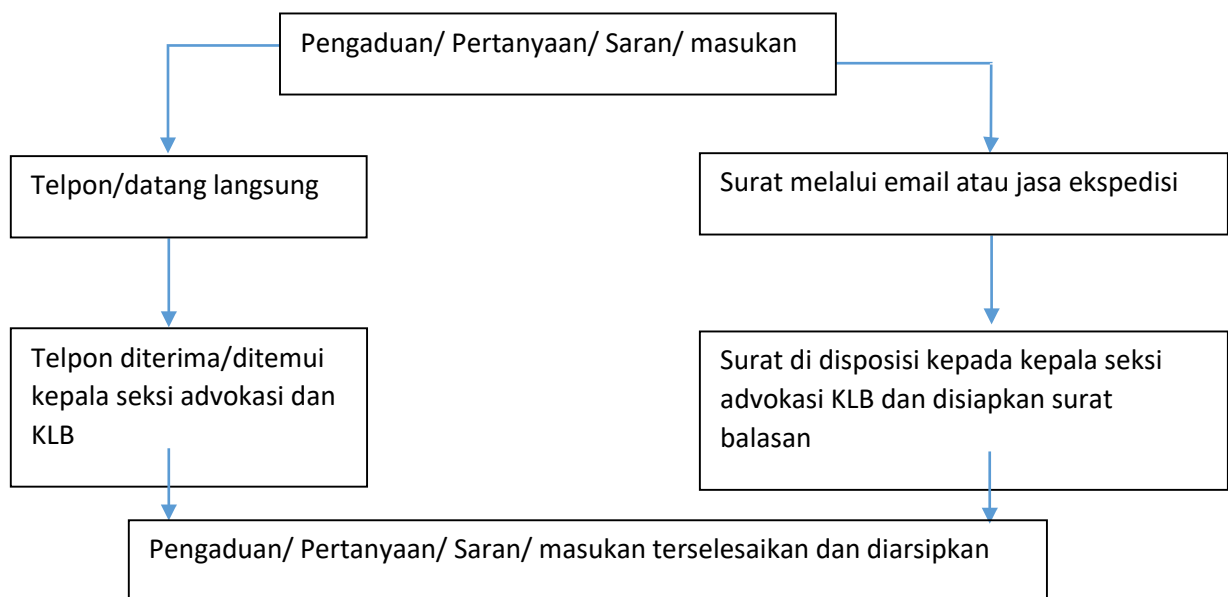 Pengaduan/ Pertanyaan/ Saran/ masukan
Telpon/datang langsung
Surat melalui email atau jasa ekspedisi
Telpon diterima/ditemui
kepala seksi advokasi dan
KLB
Surat di disposisi kepada kepala seksi
advokasi KLB dan disiapkan surat
balasan
Pengaduan/ Pertanyaan/ Saran/ masukan terselesaikan dan diarsipkan